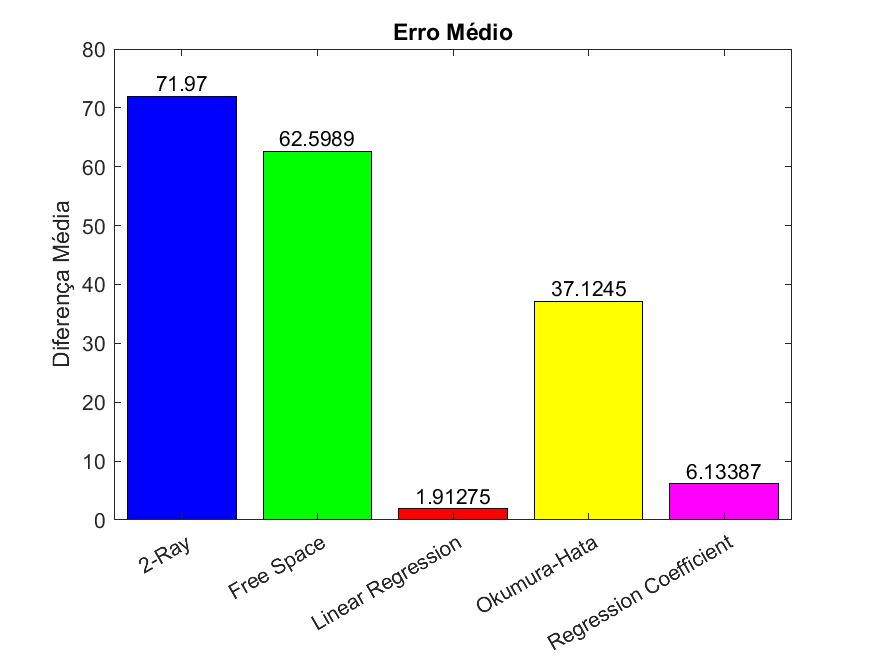 Erro Médio
Diferença Média
80
70
60
50
40
30
20
10
0
71.97
62.5989
1.91275
37.1245
6.13387
2-Ray
Free Space
Linear Regression
Okumura-Hata
Regression Coefficient